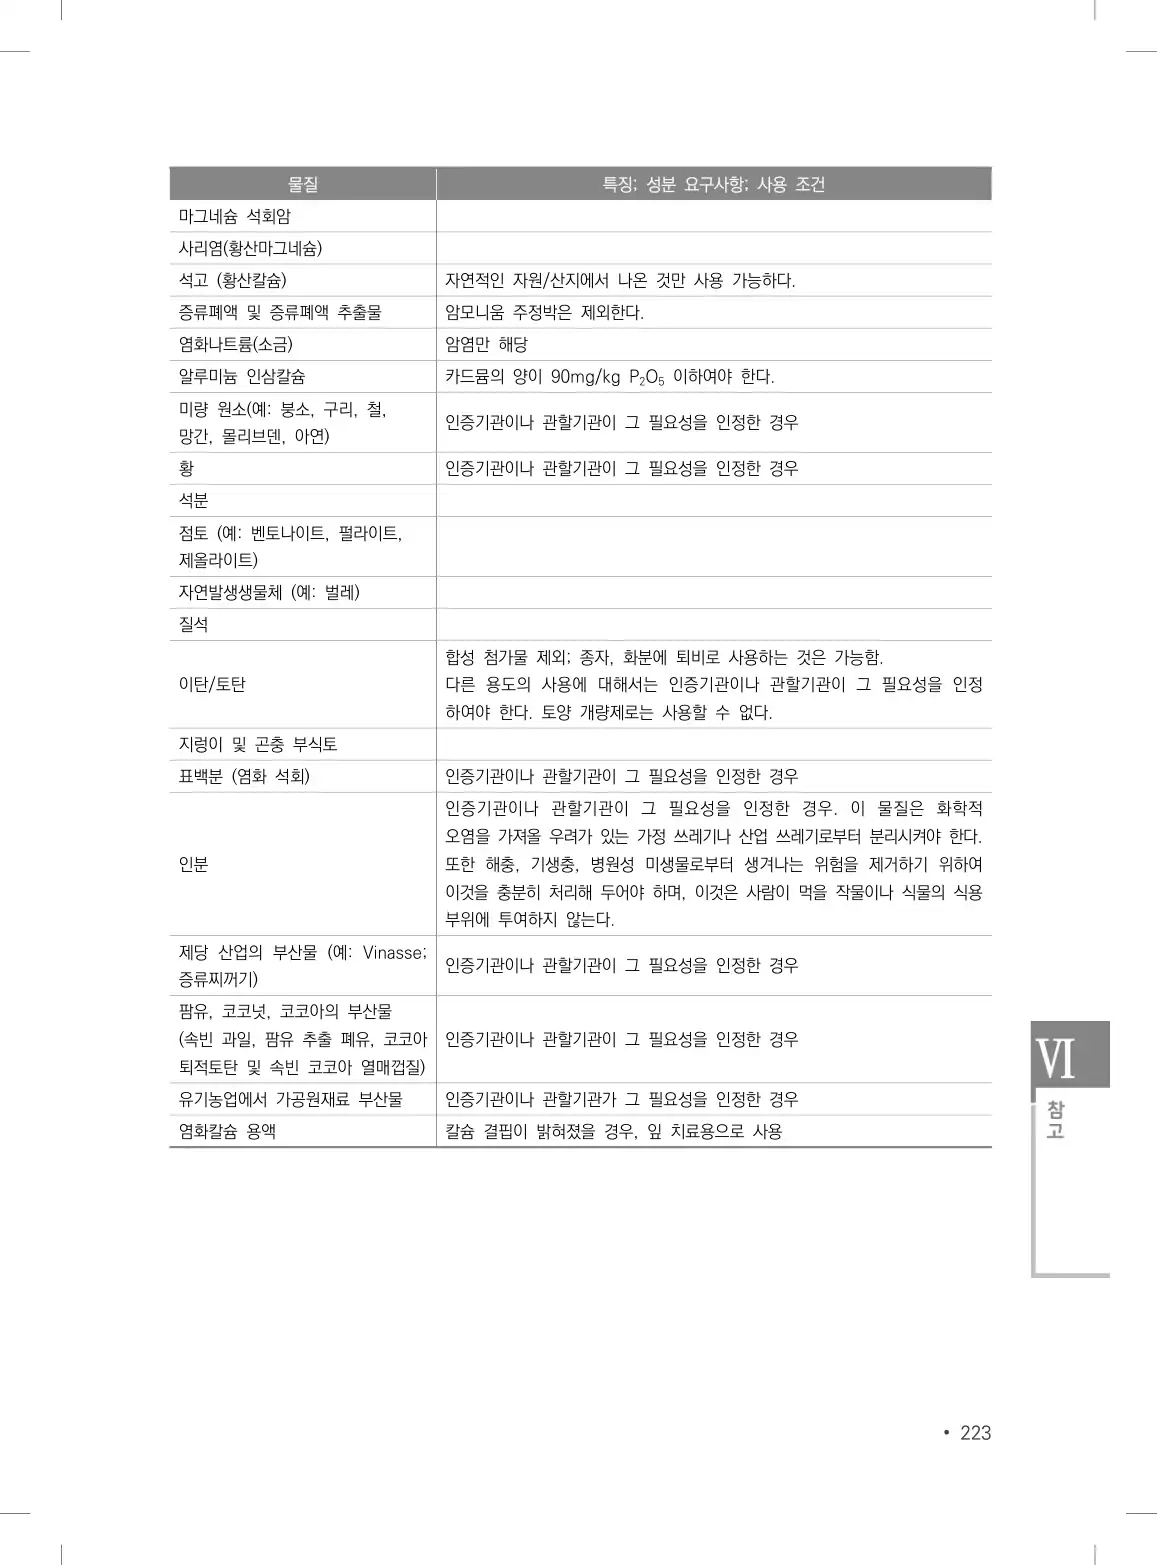 물질 특징; 성분 요구사항; 사용 조건
마그네슘 석회암
사리염(황산마그네슘)
석고 (황산칼슘) 자연적인 자원/산지에서 나온 것만 사용 가능하다.
증류폐액 및 증류폐액 추출물 암모니움 주정박은 제외한다.
염화나트륨(소금) 암염만 해당
알루미늄 인삼칼슘 카드뮴의 양이 90mg/kg P₂O₅ 이하여야 한다.
미량 원소(예: 붕소, 구리, 철,
망간, 몰리브덴, 아연)
인증기관이나 관할기관이 그 필요성을 인정한 경우
황 인증기관이나 관할기관이 그 필요성을 인정한 경우
석분
점토 (예: 벤토나이트, 펄라이트,
제올라이트)
자연발생생물체 (예: 벌레)
질석
이탄/토탄
합성 첨가물 제외; 종자, 화분에 퇴비로 사용하는 것은 가능함.
다른 용도의 사용에 대해서는 인증기관이나 관할기관이 그 필요성을 인정
하여야 한다. 토양 개량제로는 사용할 수 없다.
지렁이 및 곤충 부식토
표백분 (염화 석회) 인증기관이나 관할기관이 그 필요성을 인정한 경우
인분
인증기관이나 관할기관이 그 필요성을 인정한 경우. 이 물질은 화학적
오염을 가져올 우려가 있는 가정 쓰레기나 산업 쓰레기로부터 분리시켜야 한다.
또한 해충, 기생충, 병원성 미생물로부터 생겨나는 위험을 제거하기 위하여
이것을 충분히 처리해 두어야 하며, 이것은 사람이 먹을 작물이나 식물의 식용
부위에 투여하지 않는다.
제당 산업의 부산물 (예: Vinasse;
증류찌꺼기)
인증기관이나 관할기관이 그 필요성을 인정한 경우
팜유, 코코넛, 코코아의 부산물
(속빈 과일, 팜유 추출 폐유, 코코아
퇴적토탄 및 속빈 코코아 열매껍질)
인증기관이나 관할기관이 그 필요성을 인정한 경우
유기농업에서 가공원재료 부산물 인증기관이나 관할기관가 그 필요성을 인정한 경우
염화칼슘 용액 칼슘 결핍이 밝혀졌을 경우, 잎 치료용으로 사용
Ⅵ
참
고
• 223